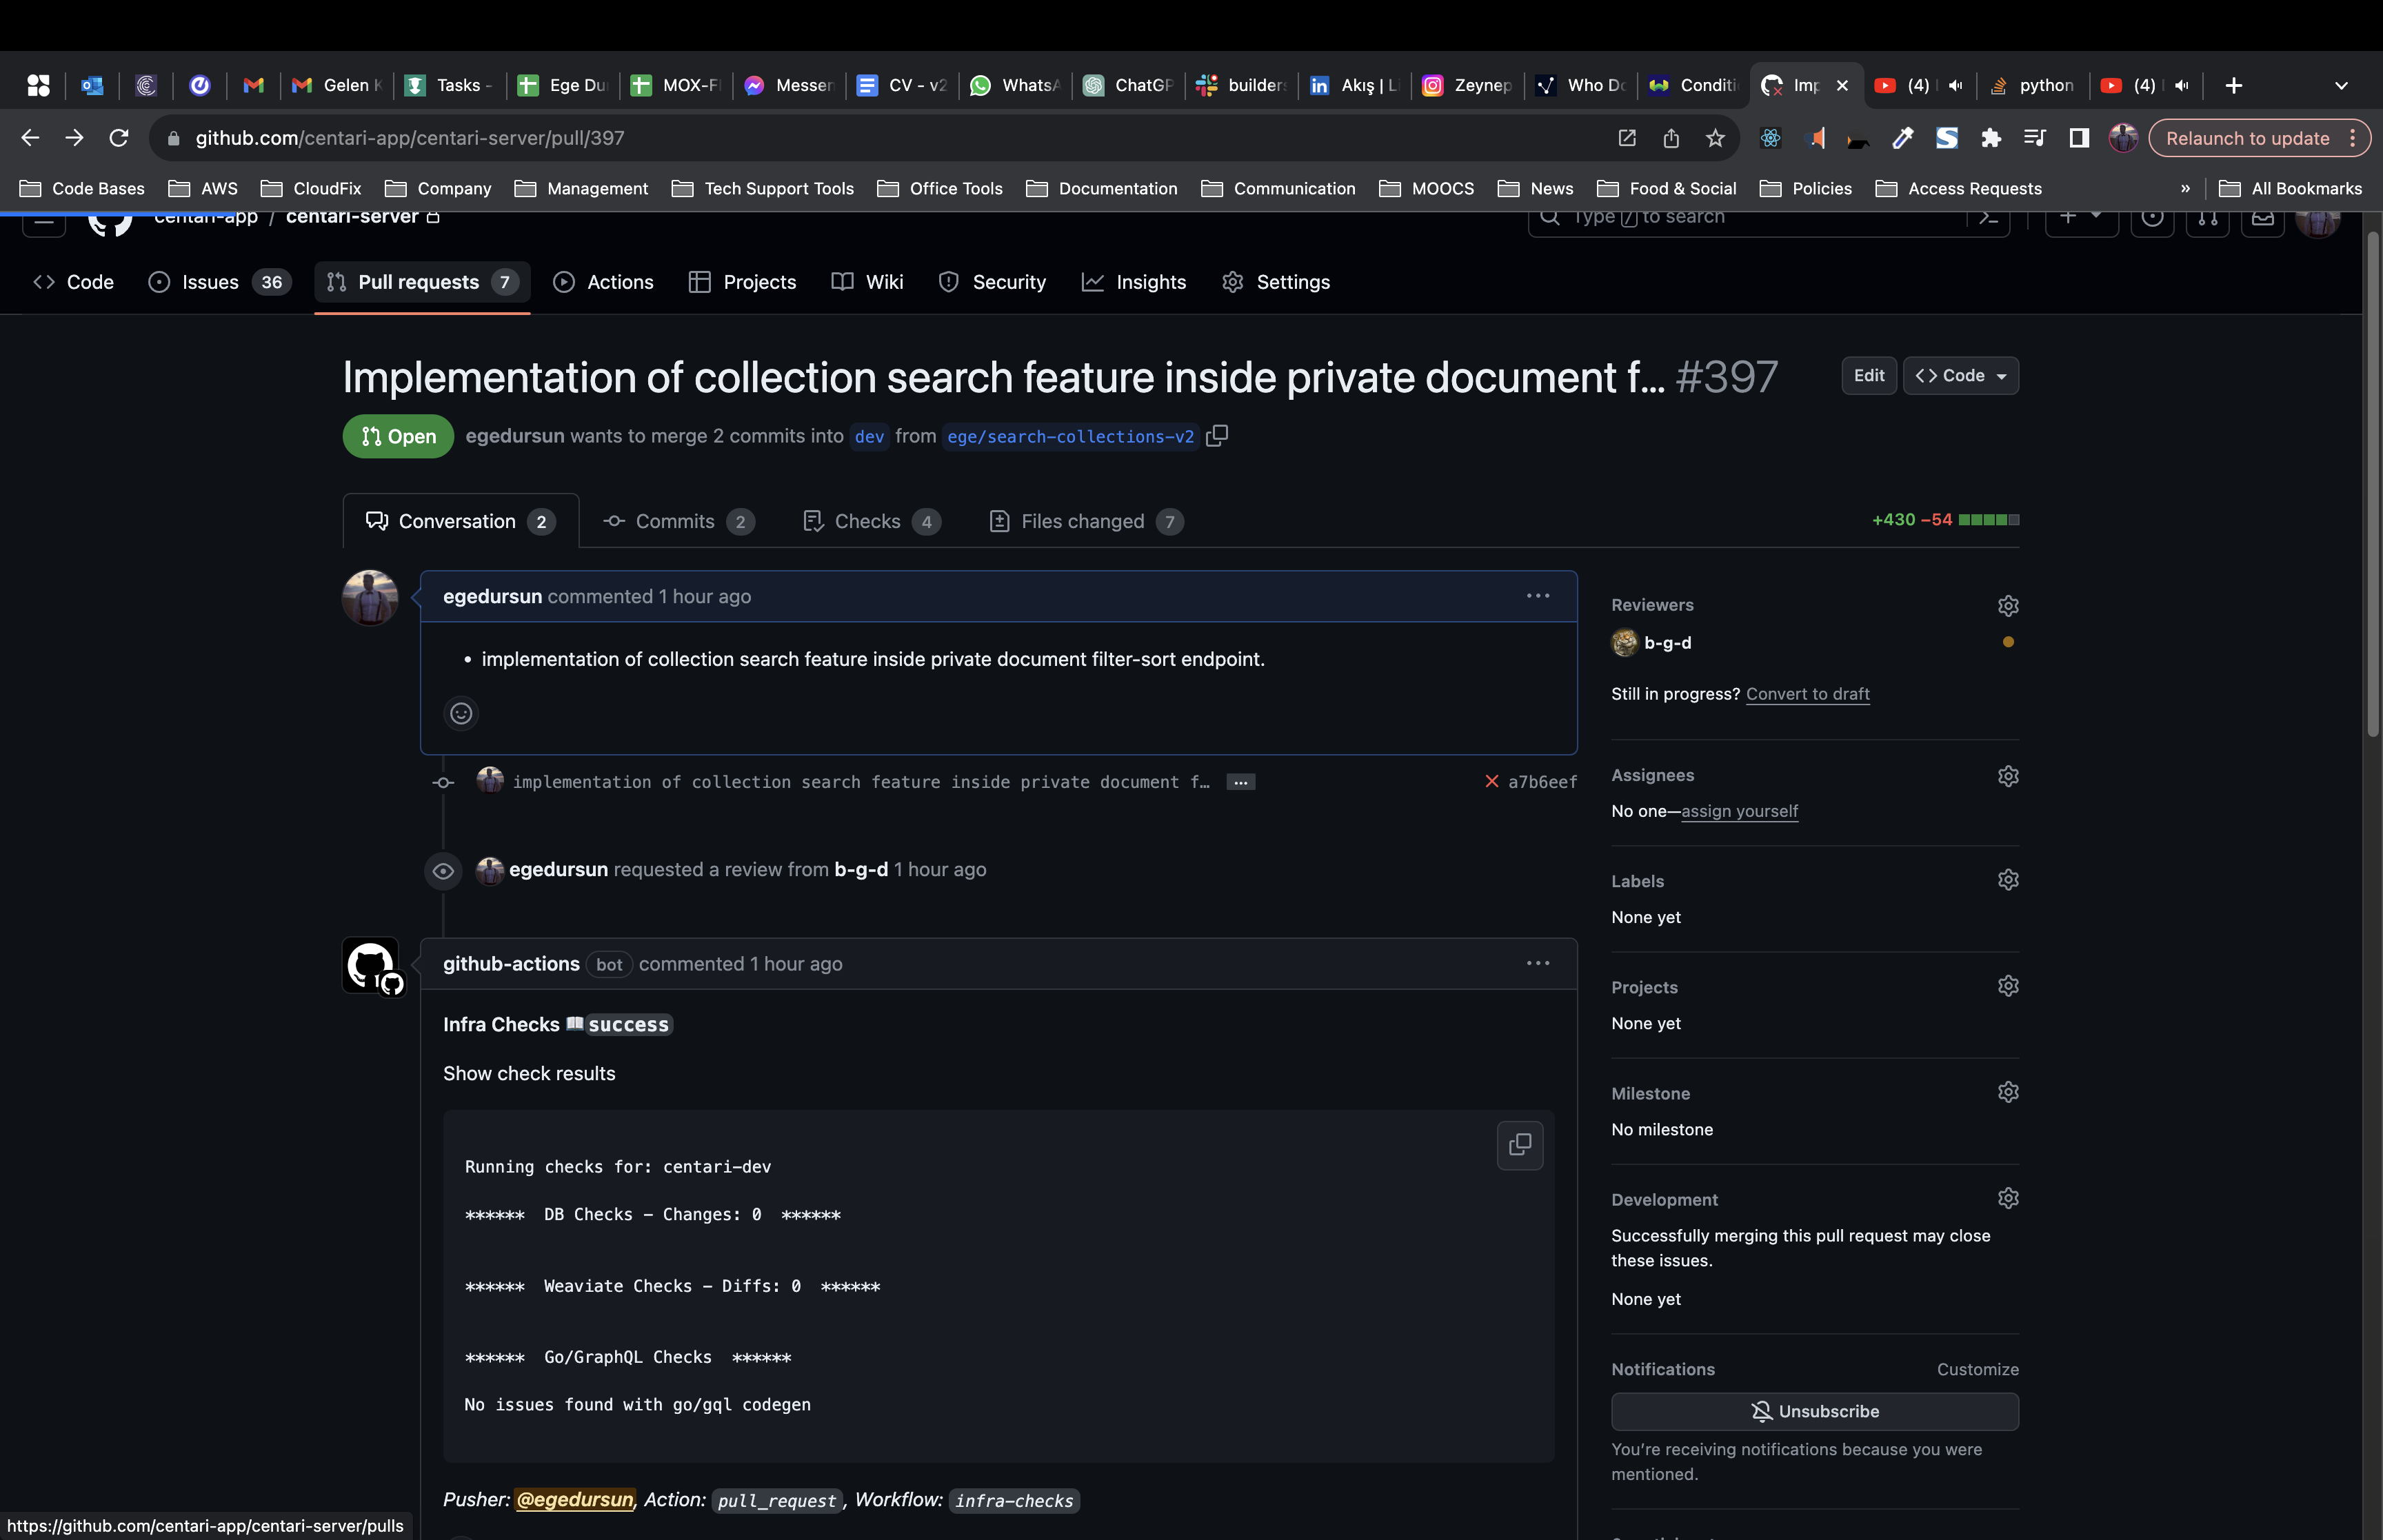 Gelen K
Tasks -
Ege Du
MOX-F
Messen
CV - v2
WhatsA
ChatGP
builder
Akış | Li
Zeynep
Who Do
Conditi
Imp
(4)
python
(4)
github.com/centari-app/centari-server/pull/397
Relaunch to update
Code Bases
AWS
CloudFix
Company
Management
Tech Support Tools
Office Tools
Documentation
Communication
MOOCS
News
Food & Social
Policies
Access Requests
»
All Bookmarks
centari-app / centari-server
Type / to search
Code
Issues 36
Pull requests 7
Actions
Projects
Wiki
Security
Insights
Settings
Implementation of collection search feature inside private document f... #397
Edit
Code
Open
egedursun wants to merge 2 commits into dev from ege/search-collections-v2
Conversation 2
Commits 2
Checks 4
Files changed 7
+430 −54
egedursun commented 1 hour ago
• implementation of collection search feature inside private document filter-sort endpoint.
implementation of collection search feature inside private document f…
a7b6eef
egedursun requested a review from b-g-d 1 hour ago
github-actions bot commented 1 hour ago
Infra Checks success
Show check results
Running checks for: centari-dev
****** DB Checks - Changes: 0 ******
****** Weaviate Checks - Diffs: 0 ******
****** Go/GraphQL Checks ******
No issues found with go/gql codegen
Pusher: @egedursun, Action: pull_request, Workflow: infra-checks
Reviewers
b-g-d
Still in progress? Convert to draft
Assignees
No one—assign yourself
Labels
None yet
Projects
None yet
Milestone
No milestone
Development
Successfully merging this pull request may close
these issues.
None yet
Notifications
Customize
Unsubscribe
You're receiving notifications because you were
mentioned.
https://github.com/centari-app/centari-server/pulls